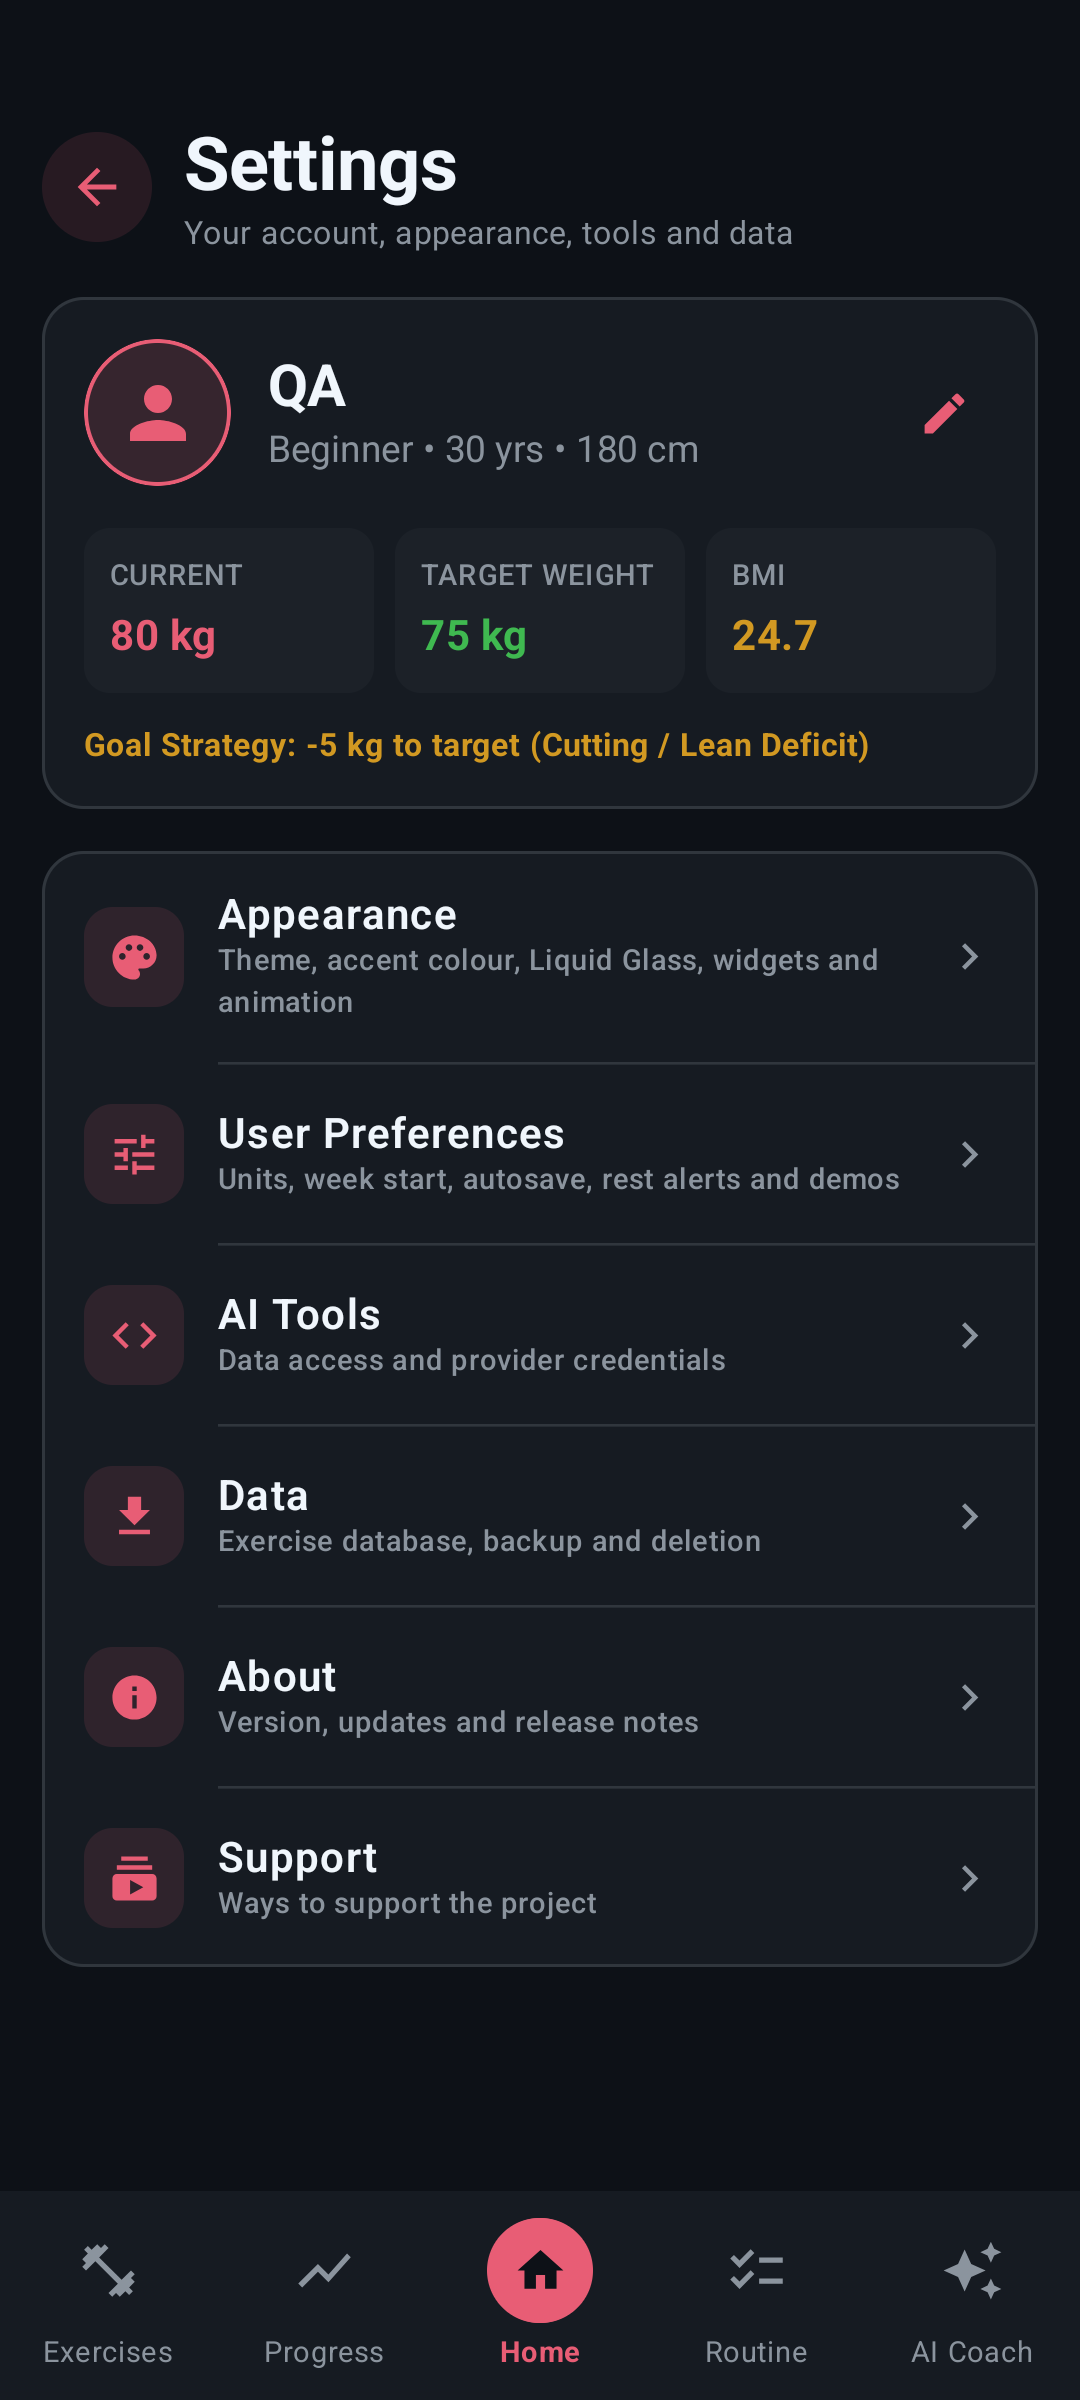 Settings
Your account, appearance, tools and data
QA
Beginner • 30 yrs • 180 cm
CURRENT
80 kg
TARGET WEIGHT
75 kg
BMI
24.7
Goal Strategy: -5 kg to target (Cutting / Lean Deficit)
Appearance
Theme, accent colour, Liquid Glass, widgets and
animation
User Preferences
Units, week start, autosave, rest alerts and demos
AI Tools
Data access and provider credentials
Data
Exercise database, backup and deletion
About
Version, updates and release notes
Support
Ways to support the project
Exercises
Progress
Home
Routine
AI Coach